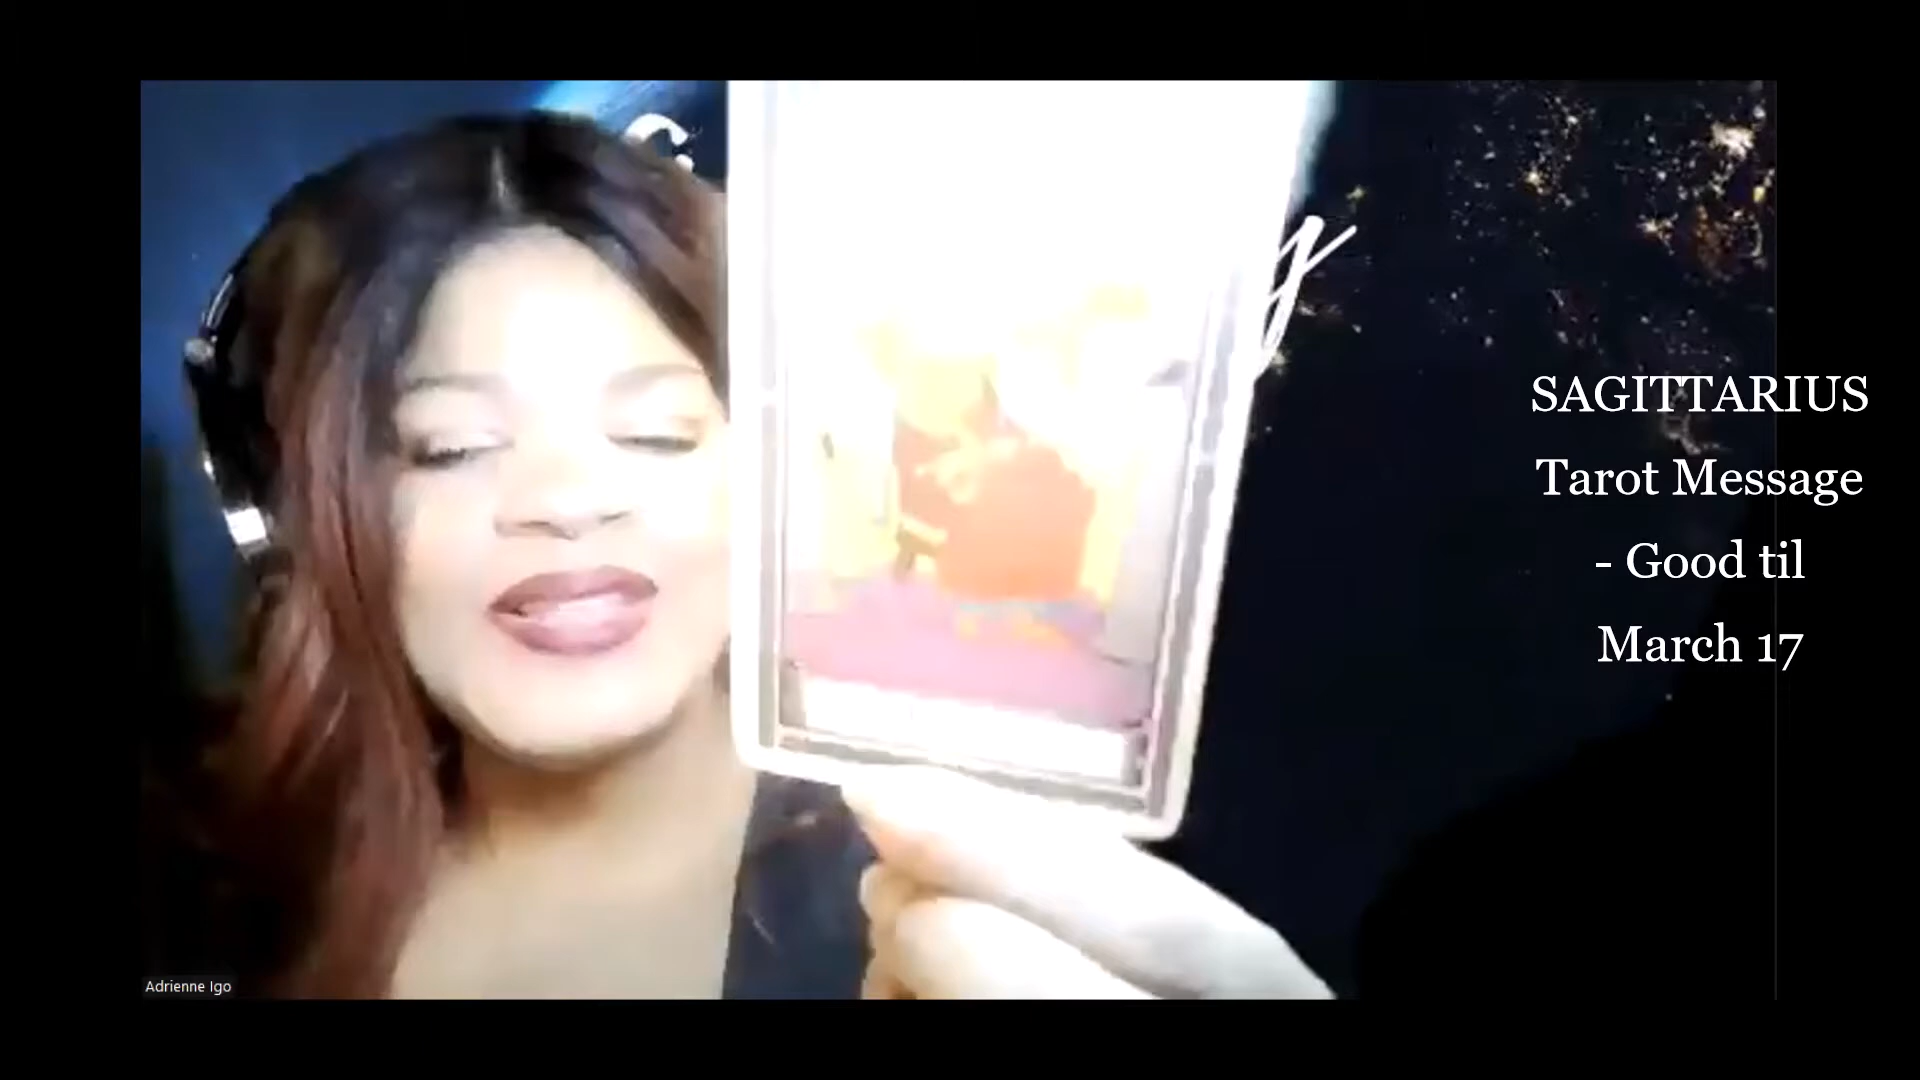 SAGITTARIUS
Tarot Message
- Good til
March 17
Adrienne Igo